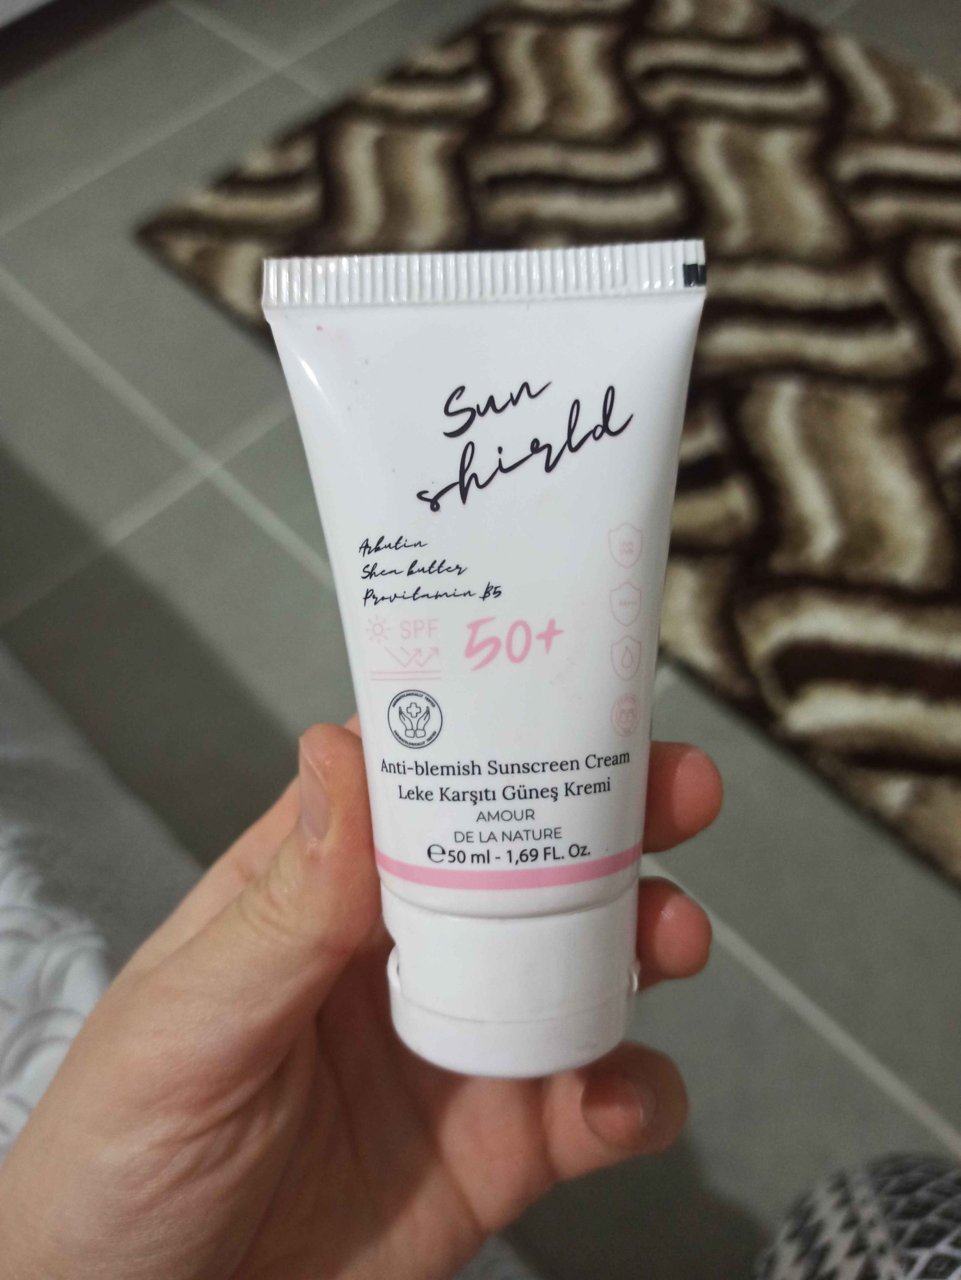 Sun
shield
Arbutin
Shea butter
Provitamin B5
SPF 50+
Anti-blemish Sunscreen Cream
Leke Karşıtı Güneş Kremi
AMOUR
DE LA NATURE
℮50 ml - 1,69 FL. Oz.